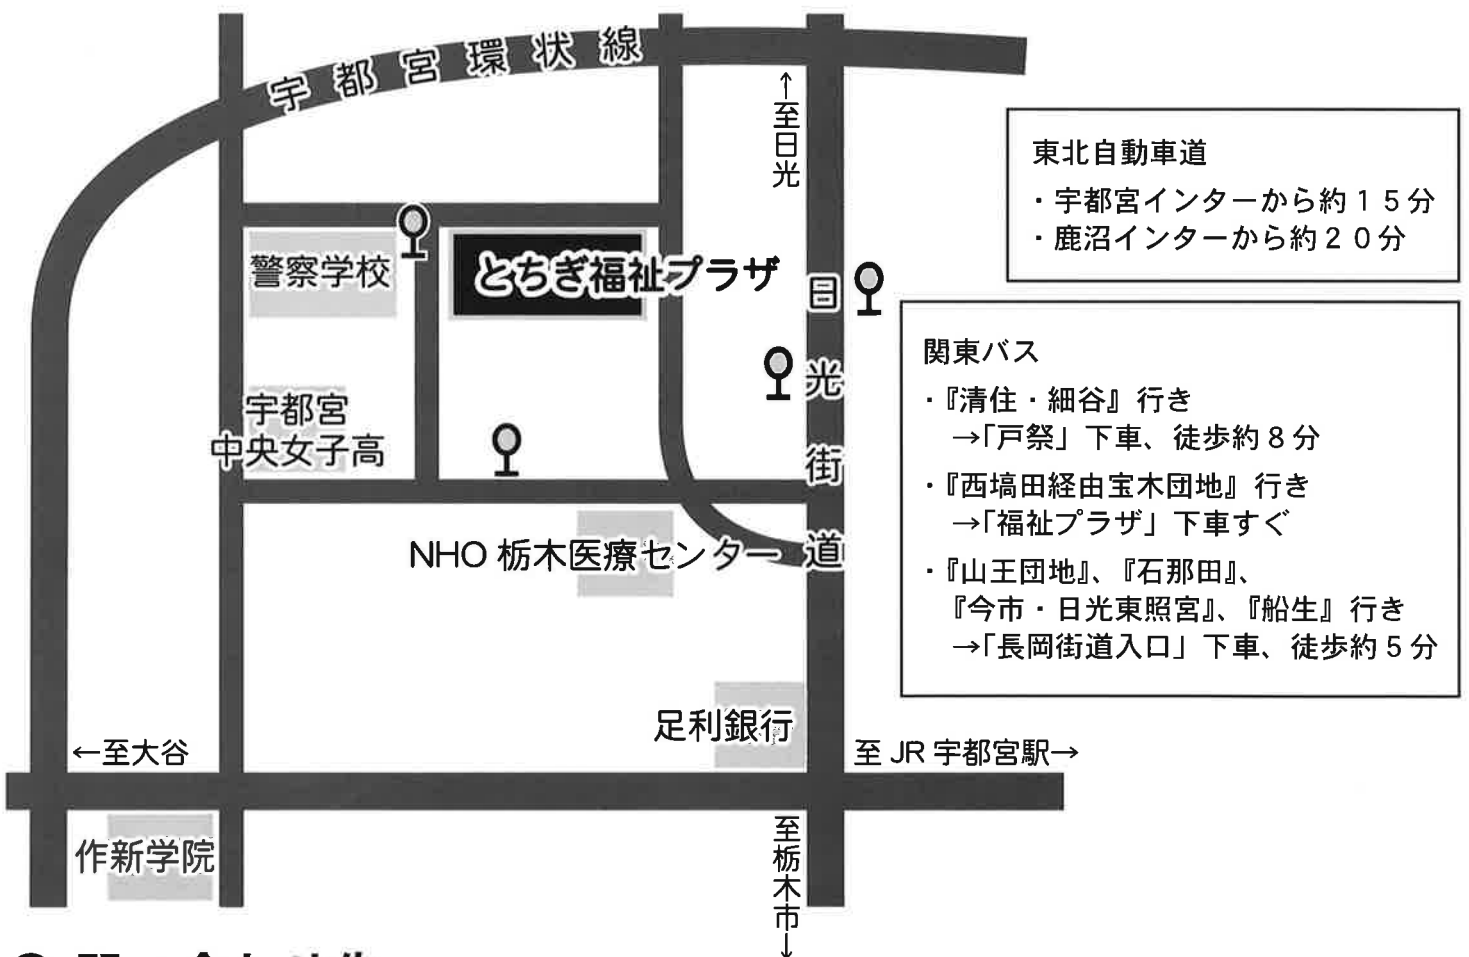 宇都宮環状線
↑至日光
東北自動車道
・宇都宮インターから約１５分
・鹿沼インターから約２０分
警察学校
とちぎ福祉プラザ
日光街道
関東バス
・『清住・細谷』行き
→「戸祭」下車、徒歩約８分
・『西塙田経由宝木団地』行き
→「福祉プラザ」下車すぐ
・『山王団地』、『石那田』、
『今市・日光東照宮』、『船生』行き
→「長岡街道入口」下車、徒歩約５分
宇都宮
中央女子高
NHO 栃木医療センター
足利銀行
←至大谷
至 JR 宇都宮駅→
作新学院
至栃木市↓